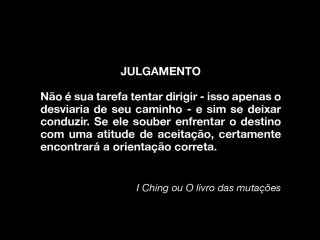 JULGAMENTO
Não é sua tarefa tentar dirigir - isso apenas o
desviaria de seu caminho - e sim se deixar
conduzir. Se ele souber enfrentar o destino
com uma atitude de aceitação, certamente
encontrará a orientação correta.
I Ching ou O livro das mutações